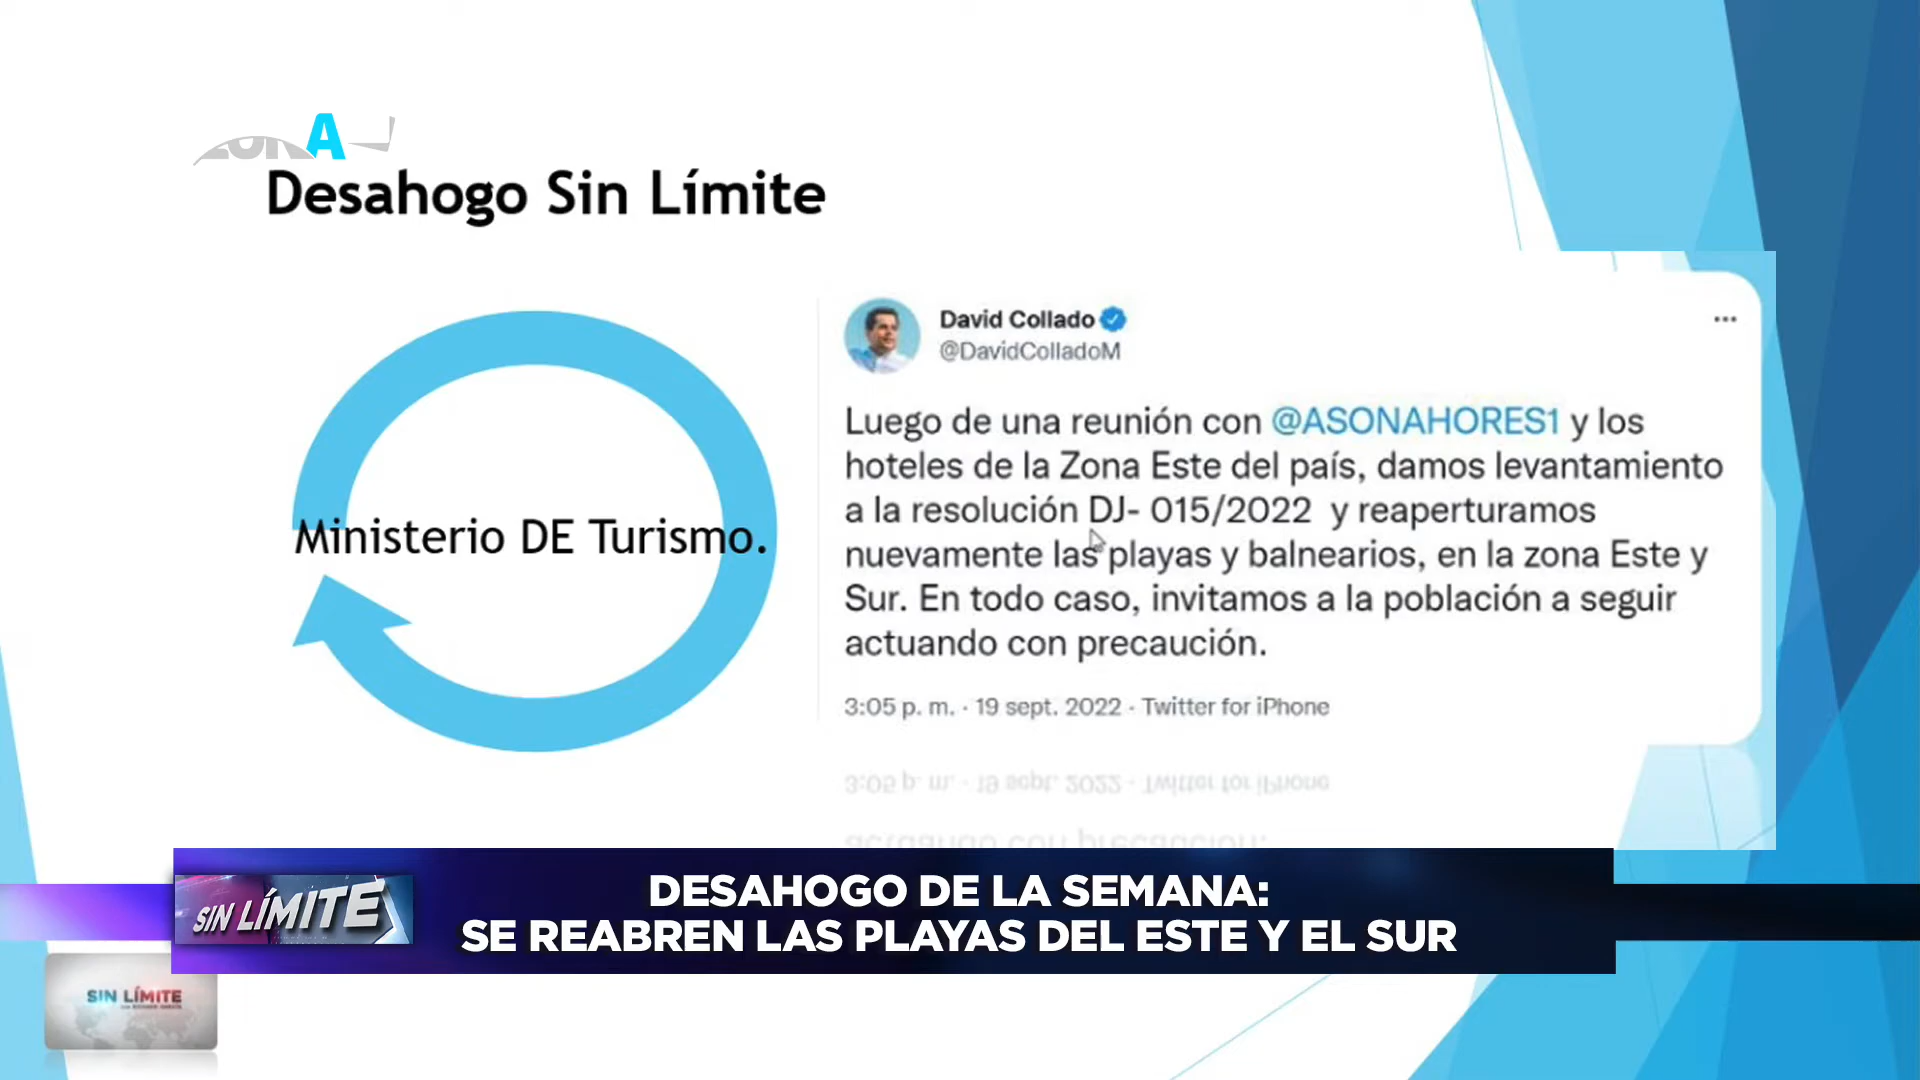 A
Desahogo Sin Límite
David Collado
@DavidColladoM
Luego de una reunión con @ASONAHORES1 y los
hoteles de la Zona Este del país, damos levantamiento
a la resolución DJ- 015/2022 y reaperturamos
nuevamente las playas y balnearios, en la zona Este y
Sur. En todo caso, invitamos a la población a seguir
actuando con precaución.
3:05 p. m. · 19 sept. 2022 · Twitter for iPhone
Ministerio DE Turismo.
SIN LÍMITE
DESAHOGO DE LA SEMANA:
SE REABREN LAS PLAYAS DEL ESTE Y EL SUR
SIN LÍMITE